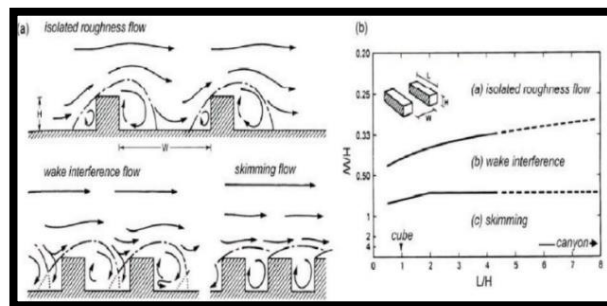 (a)
isolated roughness flow
H
W
wake interference flow
skimming flow
(b)
0.20
0.25
0.33
0.50
1
2
4
W/H
L
H
W
(a) isolated roughness flow
(b) wake interference
(c) skimming
cube
canyon
0 1 2 3 4 5 6 7 8
L/H